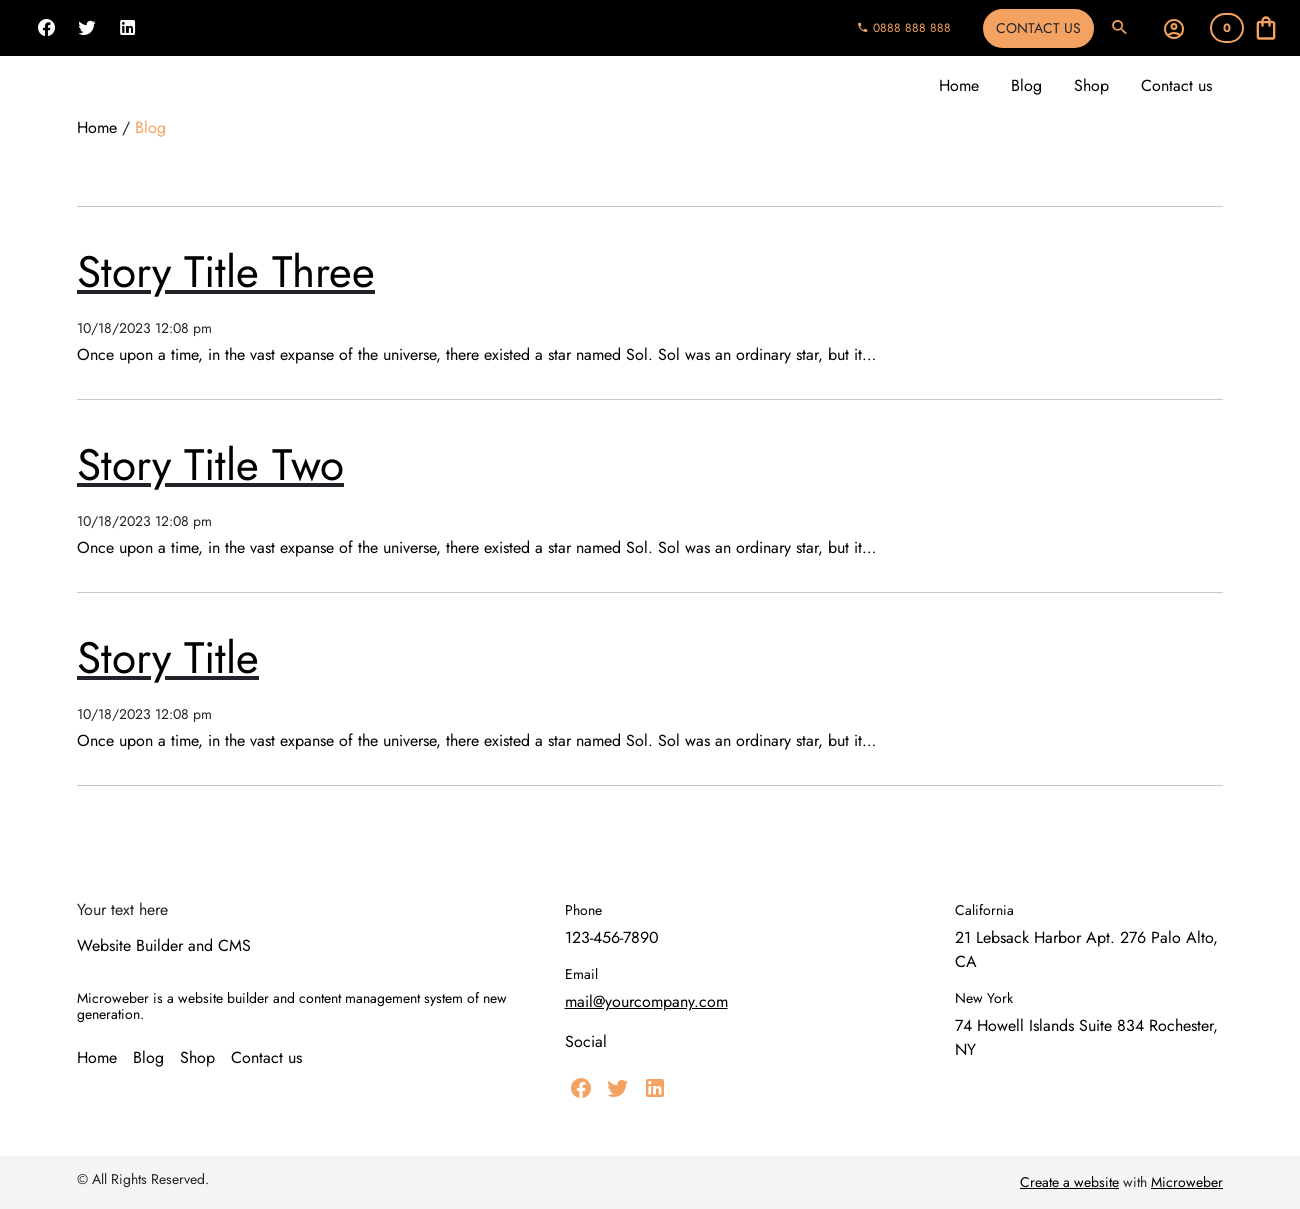 0888 888 888
CONTACT US
0
Home
Blog
Shop
Contact us
Home / Blog
Story Title Three
10/18/2023 12:08 pm
Once upon a time, in the vast expanse of the universe, there existed a star named Sol. Sol was an ordinary star, but it...
Story Title Two
10/18/2023 12:08 pm
Once upon a time, in the vast expanse of the universe, there existed a star named Sol. Sol was an ordinary star, but it...
Story Title
10/18/2023 12:08 pm
Once upon a time, in the vast expanse of the universe, there existed a star named Sol. Sol was an ordinary star, but it...
Your text here
Website Builder and CMS
Microweber is a website builder and content management system of new
generation.
Home Blog Shop Contact us
Phone
123-456-7890
Email
mail@yourcompany.com
Social
California
21 Lebsack Harbor Apt. 276 Palo Alto,
CA
New York
74 Howell Islands Suite 834 Rochester,
NY
© All Rights Reserved.
Create a website with Microweber